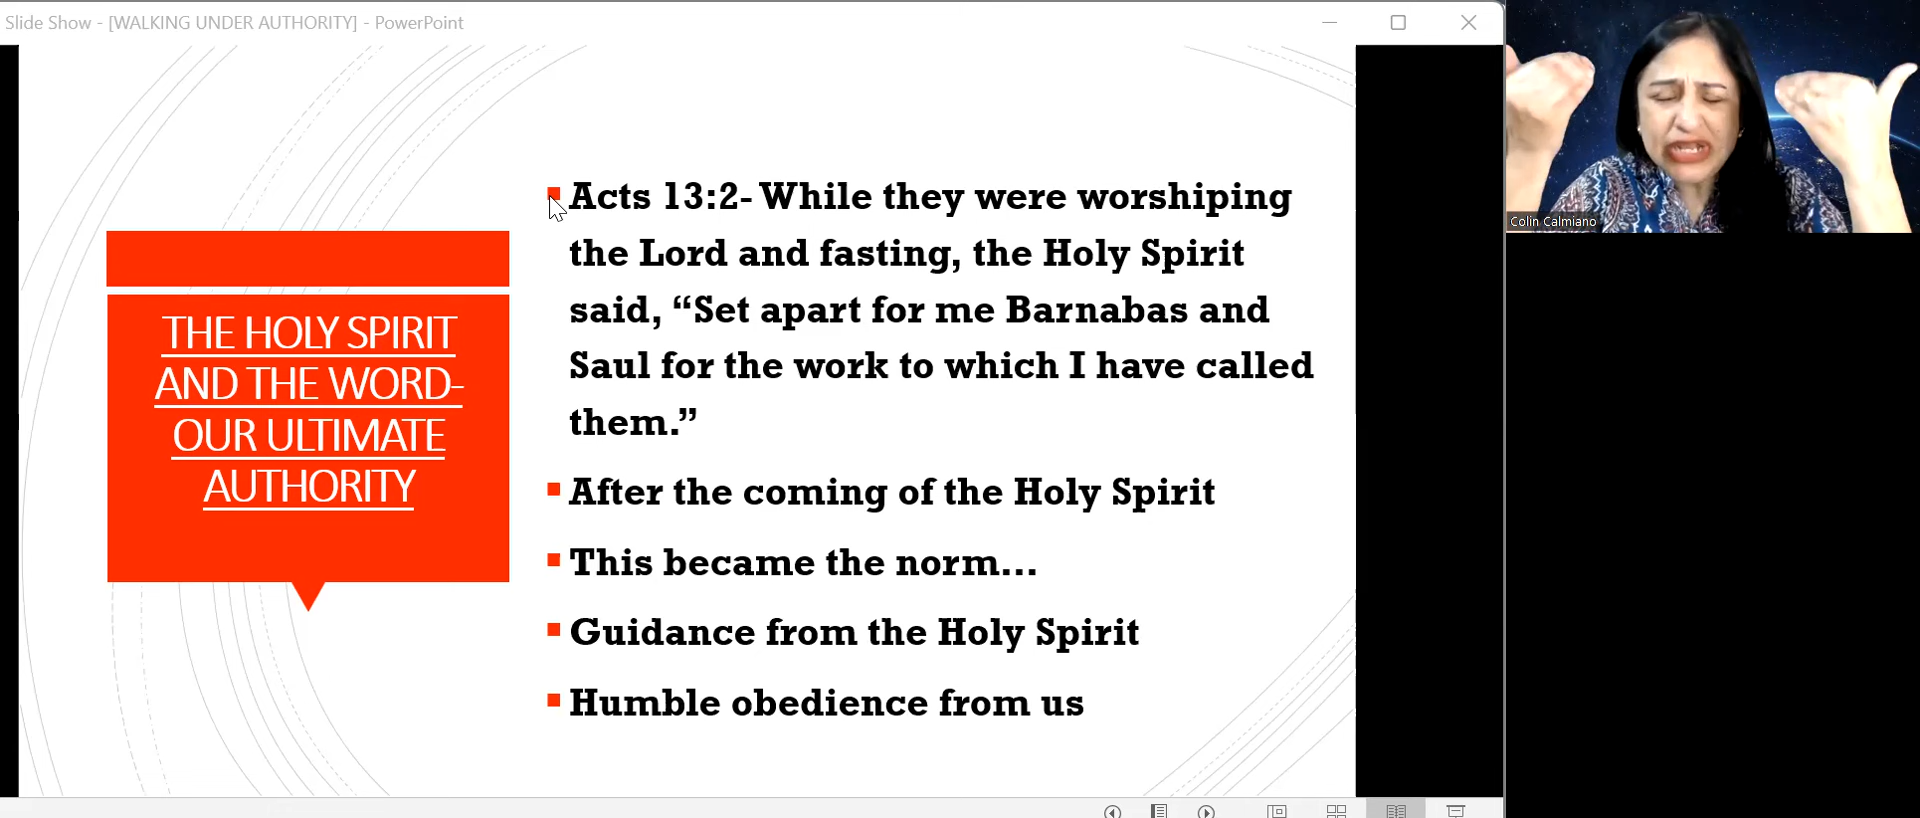 Slide Show - [WALKING UNDER AUTHORITY] - PowerPoint
THE HOLY SPIRIT
AND THE WORD-
OUR ULTIMATE
AUTHORITY
Acts 13:2- While they were worshiping
the Lord and fasting, the Holy Spirit
said, “Set apart for me Barnabas and
Saul for the work to which I have called
them.”
After the coming of the Holy Spirit
This became the norm...
Guidance from the Holy Spirit
Humble obedience from us
Colin Calmiano